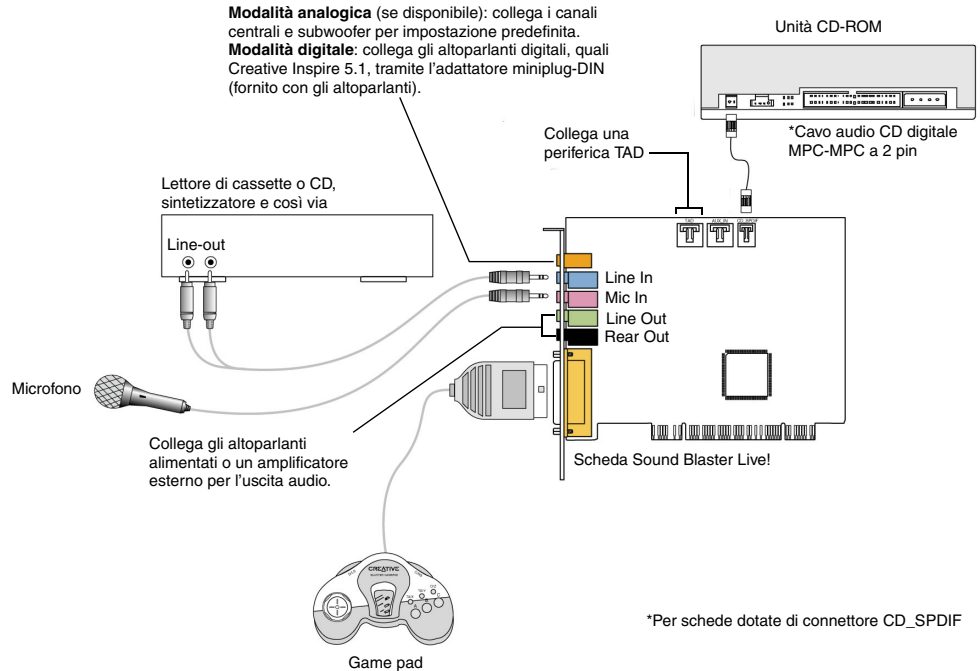 Modalità analogica (se disponibile): collega i canali
centrali e subwoofer per impostazione predefinita.
Modalità digitale: collega gli altoparlanti digitali, quali
Creative Inspire 5.1, tramite l'adattatore miniplug-DIN
(fornito con gli altoparlanti).
Unità CD-ROM
*Cavo audio CD digitale
MPC-MPC a 2 pin
Collega una
periferica TAD
Lettore di cassette o CD,
sintetizzatore e così via
Line-out
TAD
AUX_IN
CD_SPDIF
Line In
Mic In
Line Out
Rear Out
Microfono
Collega gli altoparlanti
alimentati o un amplificatore
esterno per l'uscita audio.
Scheda Sound Blaster Live!
CREATIVE
A
B
C
Game pad
*Per schede dotate di connettore CD_SPDIF